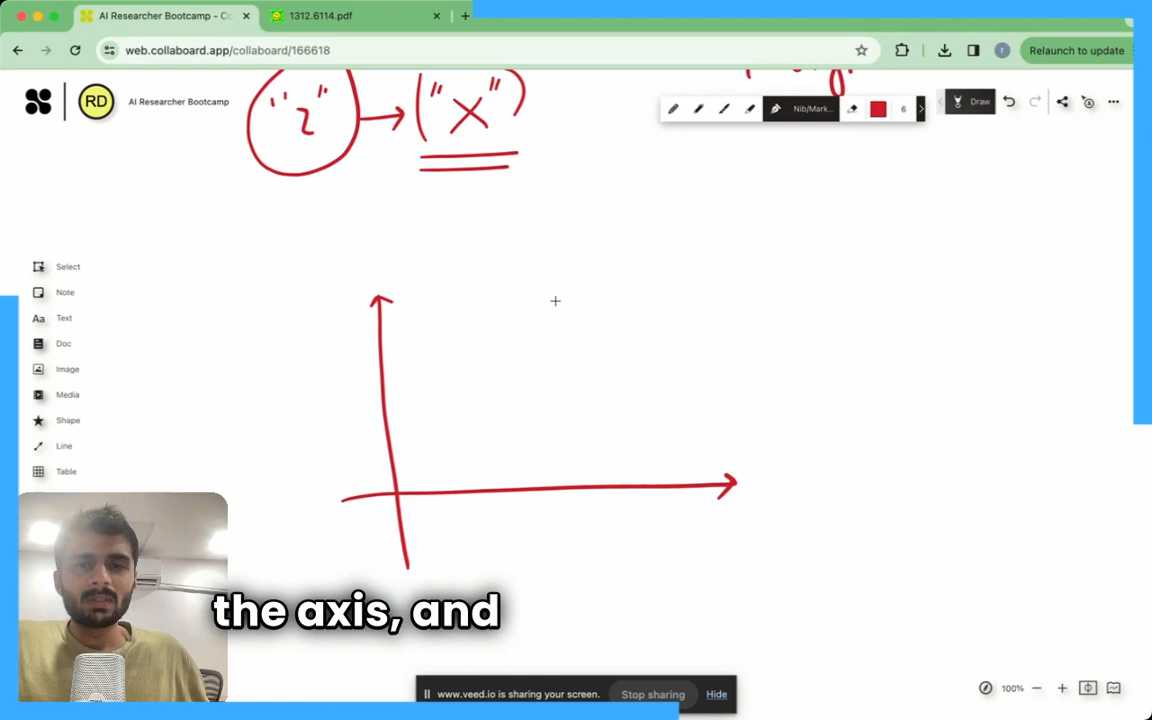 AI Researcher Bootcamp - Co
1312.6114.pdf
web.collaboard.app/collaboard/166618
r
Relaunch to update
RD
AI Researcher Bootcamp
"z" → ("X")
Nib/Mark...
6
Draw
Select
Note
Aa Text
Doc
Image
Media
Shape
Line
Table
the axis, and
www.veed.io is sharing your screen.
Stop sharing
Hide
100%